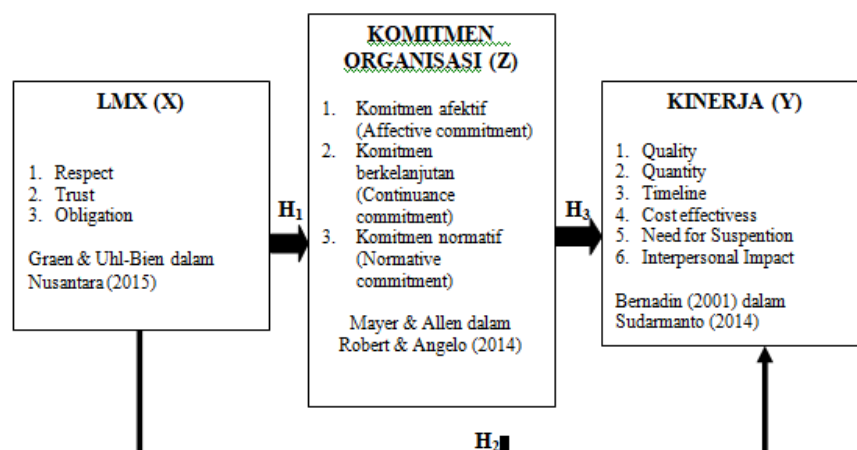 KOMITMEN
ORGANISASI (Z)
1. Komitmen afektif
(Affective commitment)
2. Komitmen
berkelanjutan
(Continuance
commitment)
3. Komitmen normatif
(Normative
commitment)
Mayer & Allen dalam
Robert & Angelo (2014)
LMX (X)
1. Respect
2. Trust
3. Obligation
Graen & Uhl-Bien dalam
Nusantara (2015)
H1
H3
KINERJA (Y)
1. Quality
2. Quantity
3. Timeline
4. Cost effectivess
5. Need for Suspention
6. Interpersonal Impact
Bernadin (2001) dalam
Sudarmanto (2014)
H2